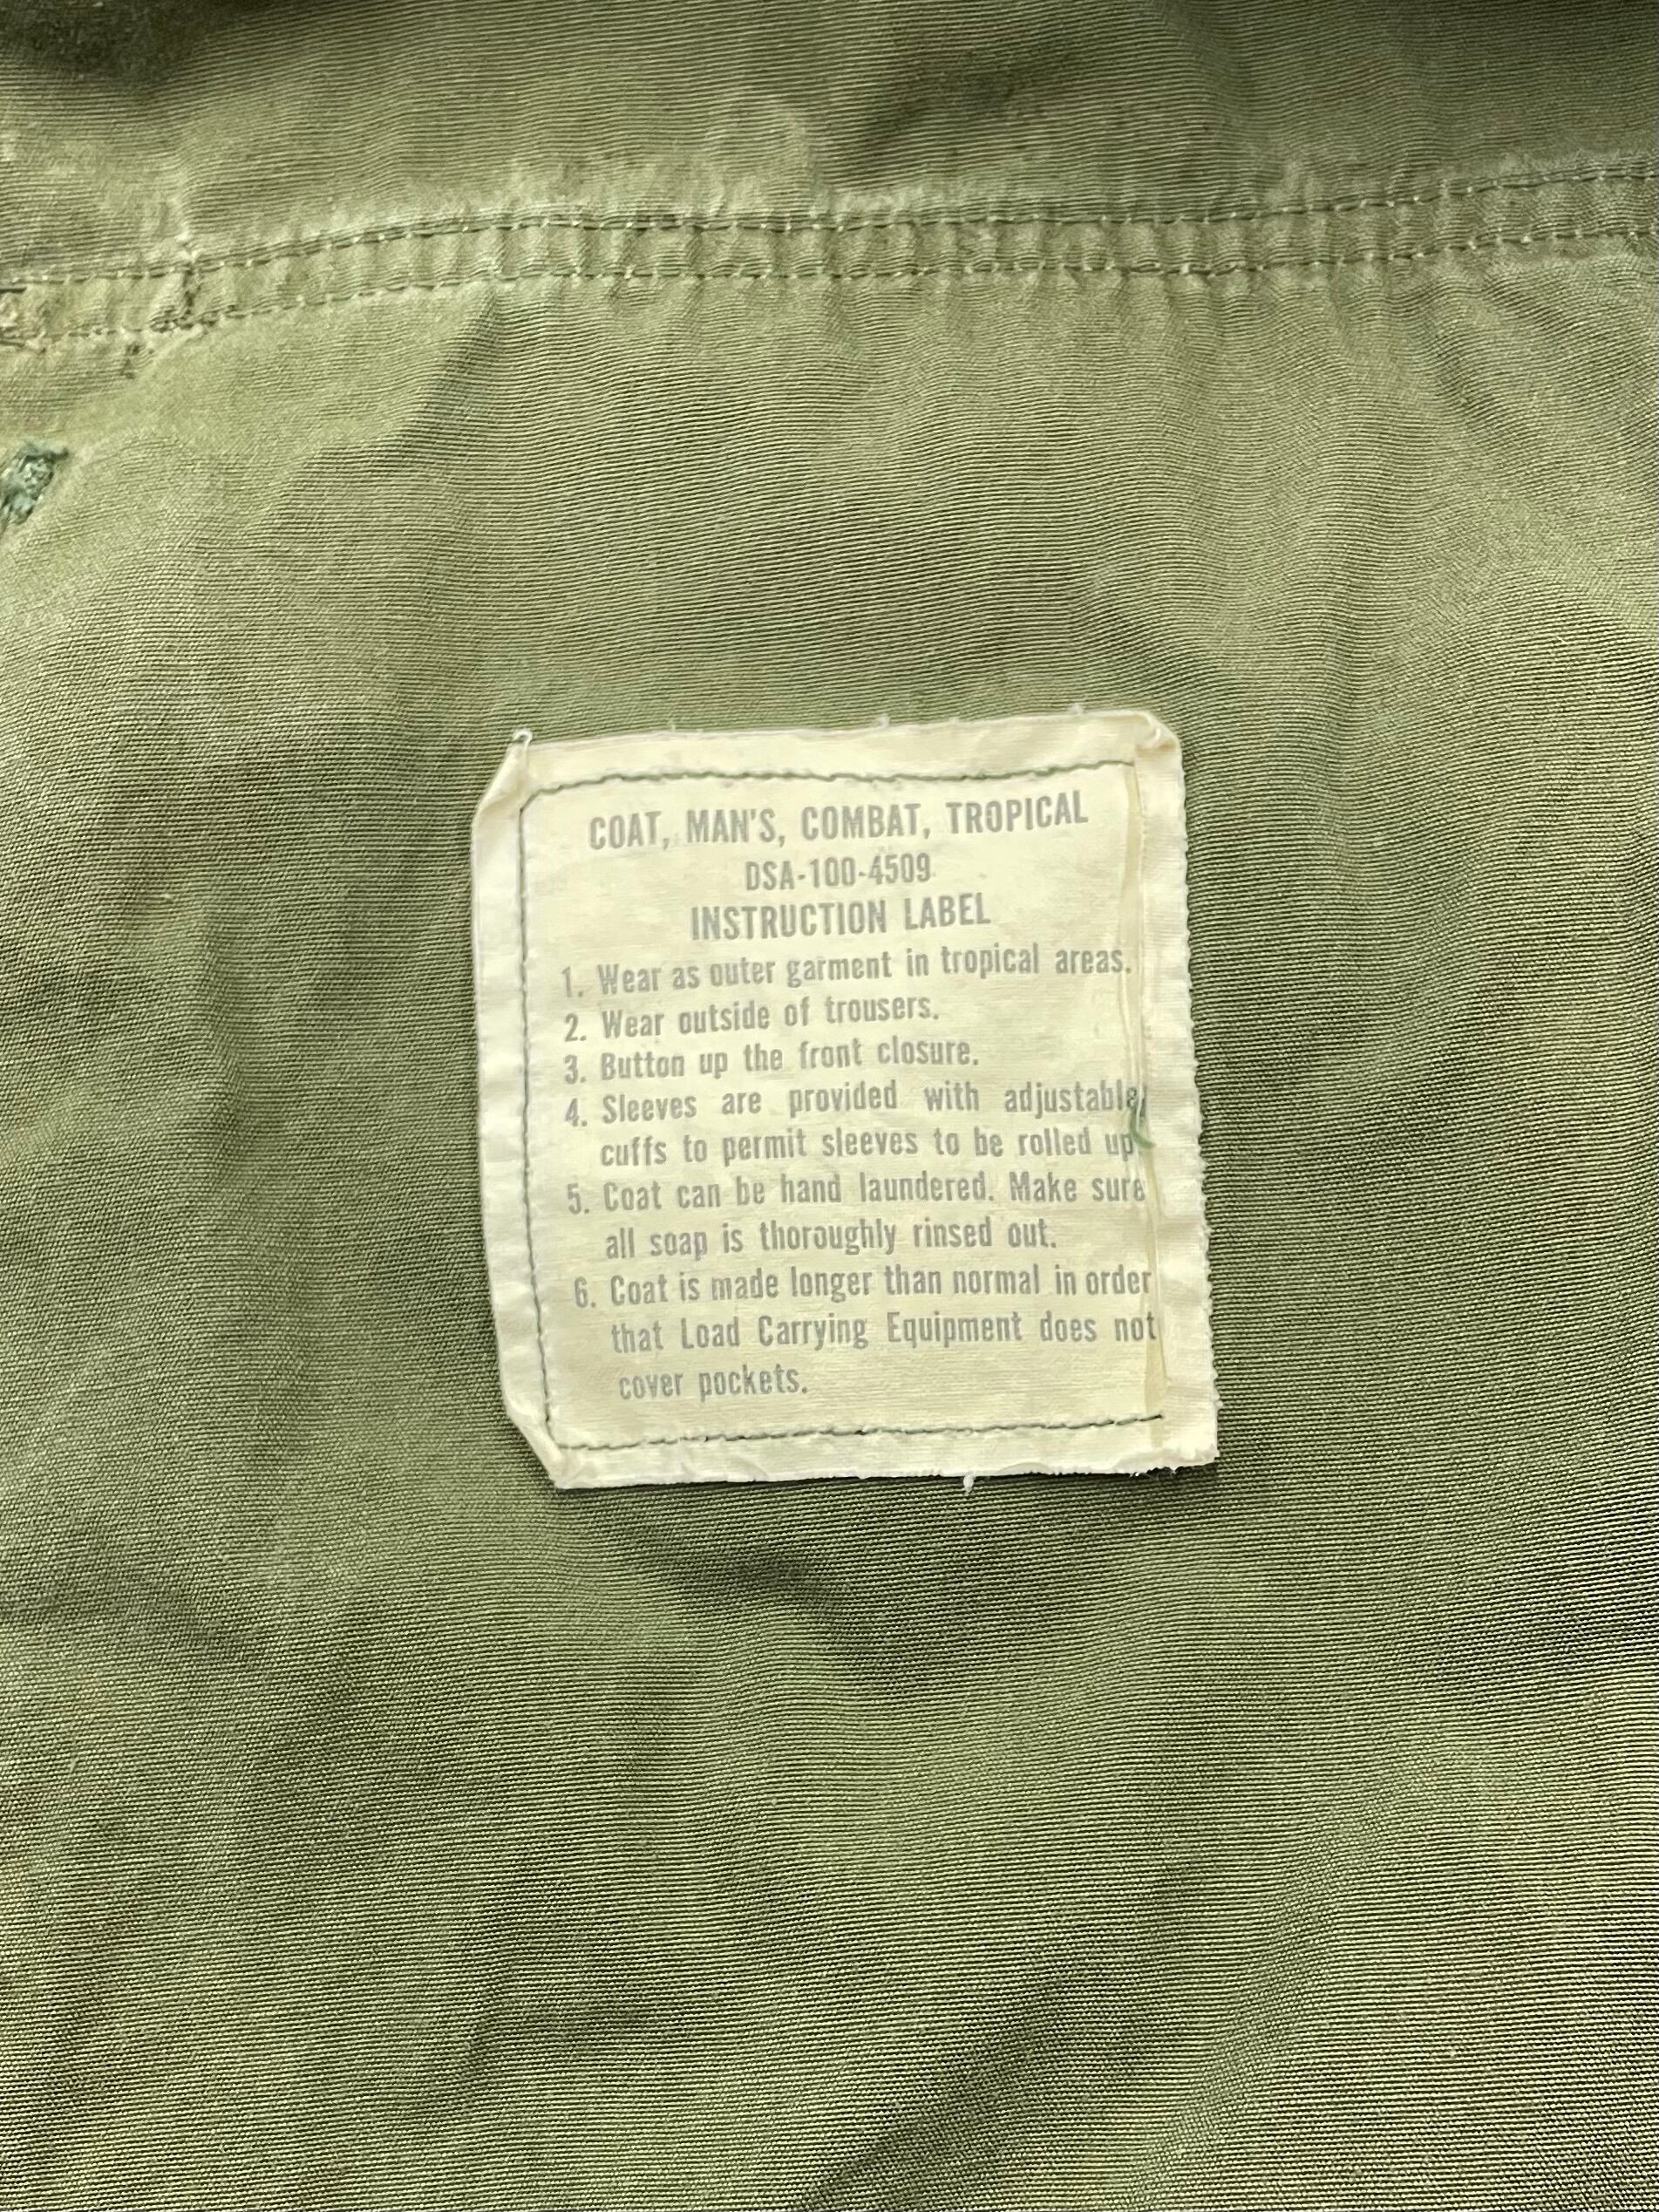 COAT, MAN'S, COMBAT, TROPICAL
DSA-100-4509
INSTRUCTION LABEL
1. Wear as outer garment in tropical areas.
2. Wear outside of trousers.
3. Button up the front closure.
4. Sleeves are provided with adjustable
cuffs to permit sleeves to be rolled up.
5. Coat can be hand laundered. Make sure
all soap is thoroughly rinsed out.
6. Coat is made longer than normal in order
that Load Carrying Equipment does not
cover pockets.